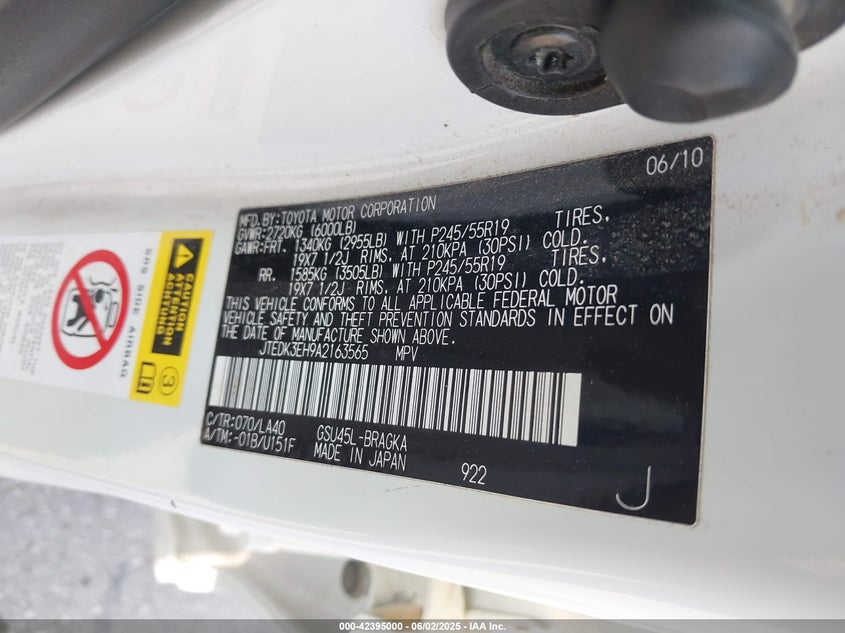 06/10
MFD.BY:TOYOTA MOTOR CORPORATION
GVWR:2720KG (6000LB)
GAWR:FRT. 1340KG (2955LB) WITH P245/55R19 TIRES,
19X7 1/2J RIMS, AT 210KPA (30PSI) COLD.
RR. 1585KG (3505LB) WITH P245/55R19 TIRES,
19X7 1/2J RIMS, AT 210KPA (30PSI) COLD.
THIS VEHICLE CONFORMS TO ALL APPLICABLE FEDERAL MOTOR
VEHICLE SAFETY AND THEFT PREVENTION STANDARDS IN EFFECT ON
THE DATE OF MANUFACTURE SHOWN ABOVE.
JTEDK3EH9A2163565 MPV
C/TR:070/LA40 GSU45L-BRAGKA
A/TM:-01B/U151F MADE IN JAPAN
922
J
SRS SIDE AIRBAG
CAUTION
ATTENTION
ACHTUNG
3
000-42395000 - 06/02/2025 - IAA Inc.